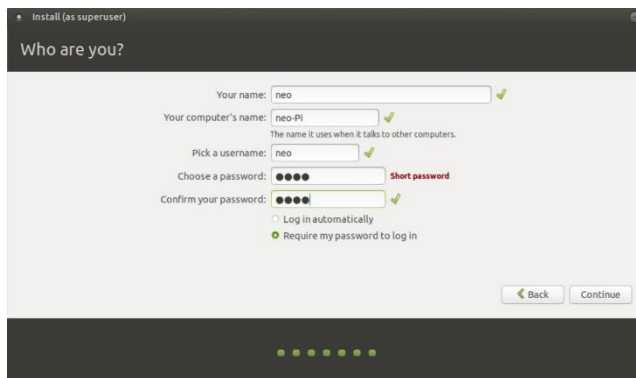 Install (as superuser)
Who are you?
Your name: neo
Your computer's name: neo-Pi
The name it uses when it talks to other computers.
Pick a username: neo
Choose a password: ●●●● Short password
Confirm your password: ●●●●
Log in automatically
Require my password to log in
Back Continue